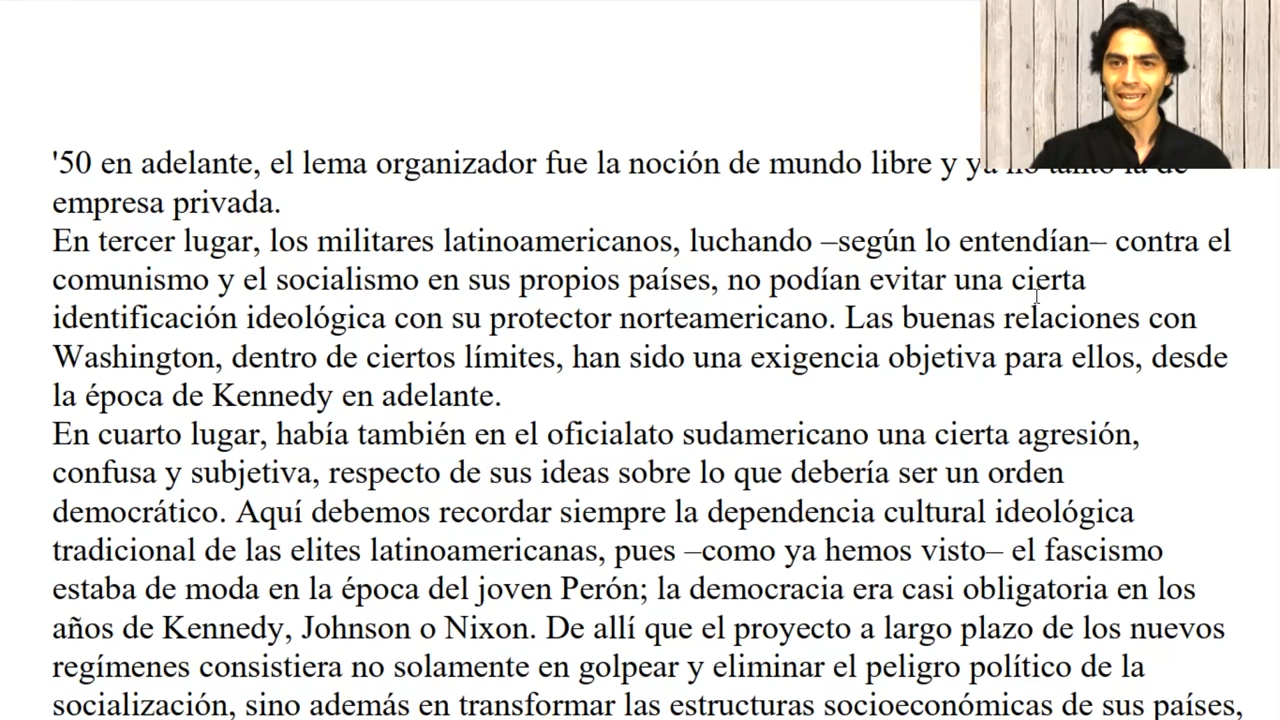 '50 en adelante, el lema organizador fue la noción de mundo libre y ya no tanto la de
empresa privada.
En tercer lugar, los militares latinoamericanos, luchando –según lo entendían– contra el
comunismo y el socialismo en sus propios países, no podían evitar una cierta
identificación ideológica con su protector norteamericano. Las buenas relaciones con
Washington, dentro de ciertos límites, han sido una exigencia objetiva para ellos, desde
la época de Kennedy en adelante.
En cuarto lugar, había también en el oficialato sudamericano una cierta agresión,
confusa y subjetiva, respecto de sus ideas sobre lo que debería ser un orden
democrático. Aquí debemos recordar siempre la dependencia cultural ideológica
tradicional de las elites latinoamericanas, pues –como ya hemos visto– el fascismo
estaba de moda en la época del joven Perón; la democracia era casi obligatoria en los
años de Kennedy, Johnson o Nixon. De allí que el proyecto a largo plazo de los nuevos
regímenes consistiera no solamente en golpear y eliminar el peligro político de la
socialización, sino además en transformar las estructuras socioeconómicas de sus países,